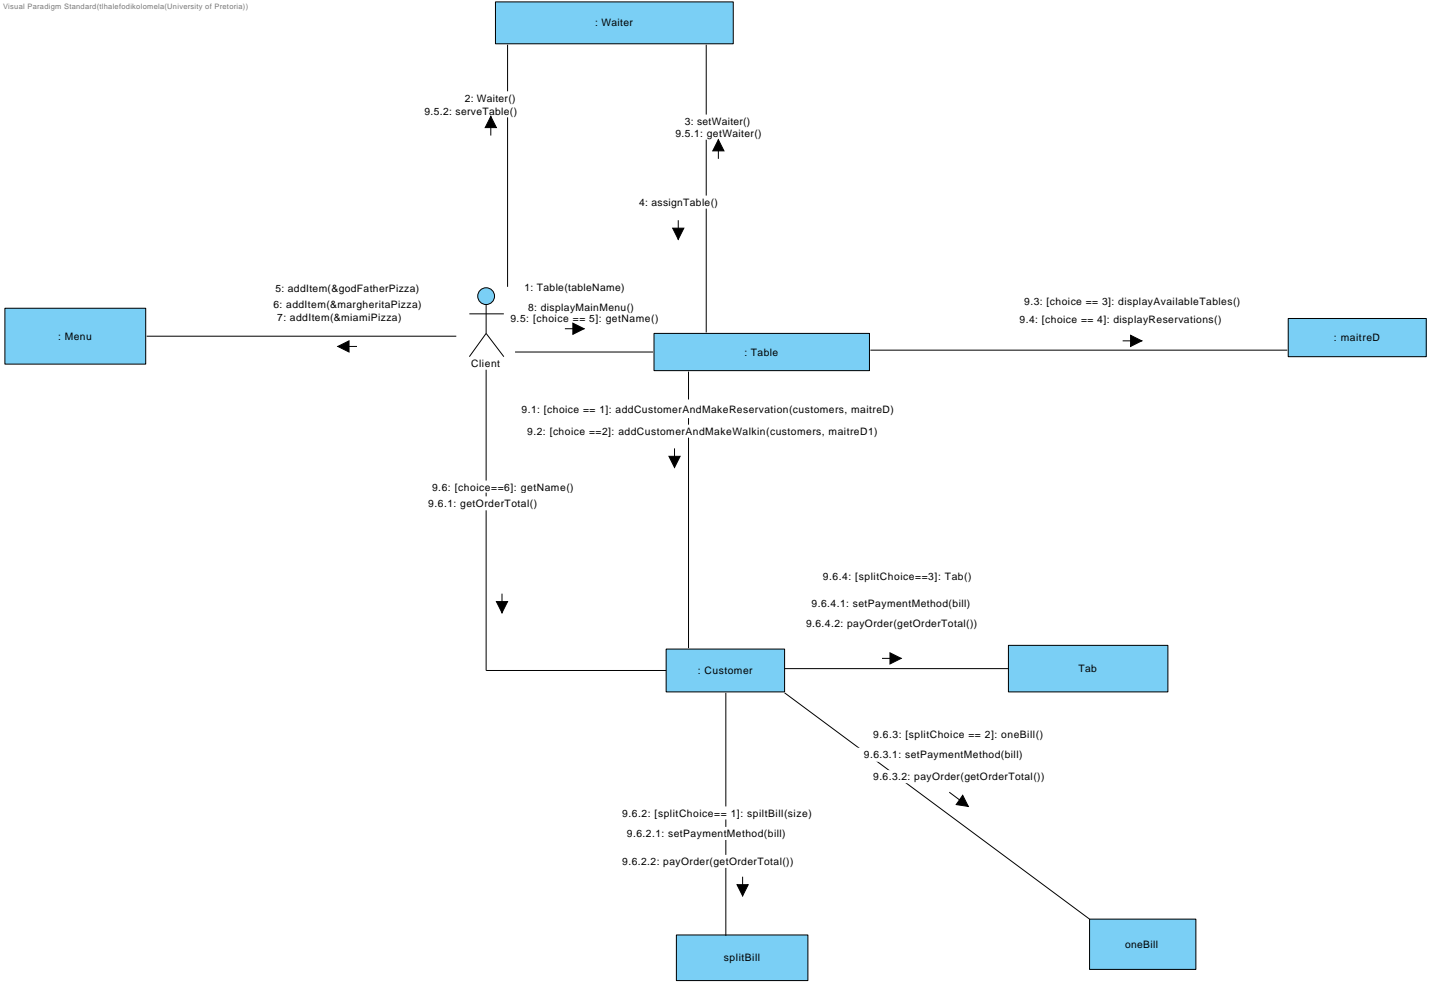 Visual Paradigm Standard(tlhalefodikolomela(University of Pretoria))
: Waiter
2: Waiter()
9.5.2: serveTable()
3: setWaiter()
9.5.1: getWaiter()
4: assignTable()
5: addItem(&godFatherPizza)
6: addItem(&margheritaPizza)
7: addItem(&miamiPizza)
: Menu
Client
1: Table(tableName)
8: displayMainMenu()
9.5: [choice == 5]: getName()
: Table
9.3: [choice == 3]: displayAvailableTables()
9.4: [choice == 4]: displayReservations()
: maitreD
9.1: [choice == 1]: addCustomerAndMakeReservation(customers, maitreD)
9.2: [choice ==2]: addCustomerAndMakeWalkin(customers, maitreD1)
9.6: [choice==6]: getName()
9.6.1: getOrderTotal()
9.6.4: [splitChoice==3]: Tab()
9.6.4.1: setPaymentMethod(bill)
9.6.4.2: payOrder(getOrderTotal())
: Customer
Tab
9.6.3: [splitChoice == 2]: oneBill()
9.6.3.1: setPaymentMethod(bill)
9.6.3.2: payOrder(getOrderTotal())
9.6.2: [splitChoice== 1]: spiltBill(size)
9.6.2.1: setPaymentMethod(bill)
9.6.2.2: payOrder(getOrderTotal())
oneBill
splitBill